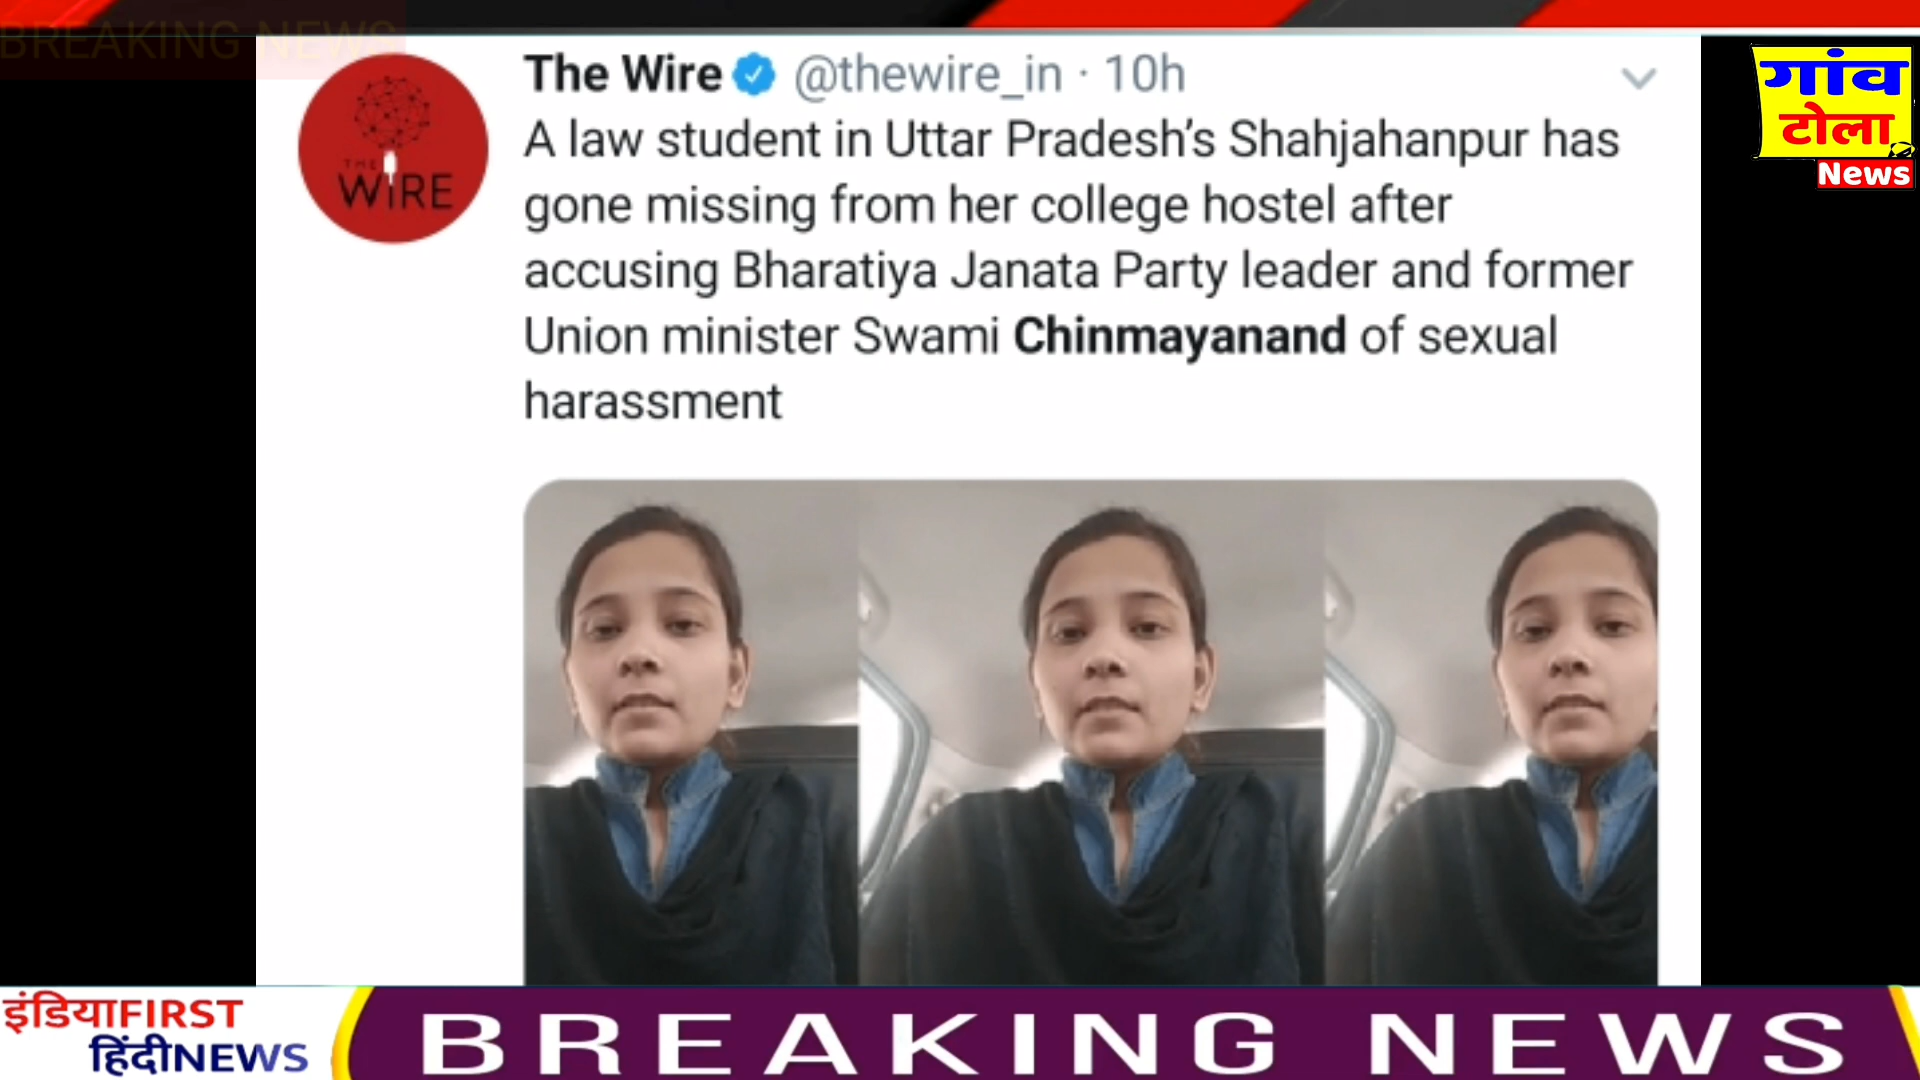 BREAKING NEWS
The Wire @thewire_in · 10h
THE
WIRE
A law student in Uttar Pradesh’s Shahjahanpur has
gone missing from her college hostel after
accusing Bharatiya Janata Party leader and former
Union minister Swami Chinmayanand of sexual
harassment
गांव
टोला
News
इंडियाFIRST
हिंदीNEWS
BREAKING NEWS